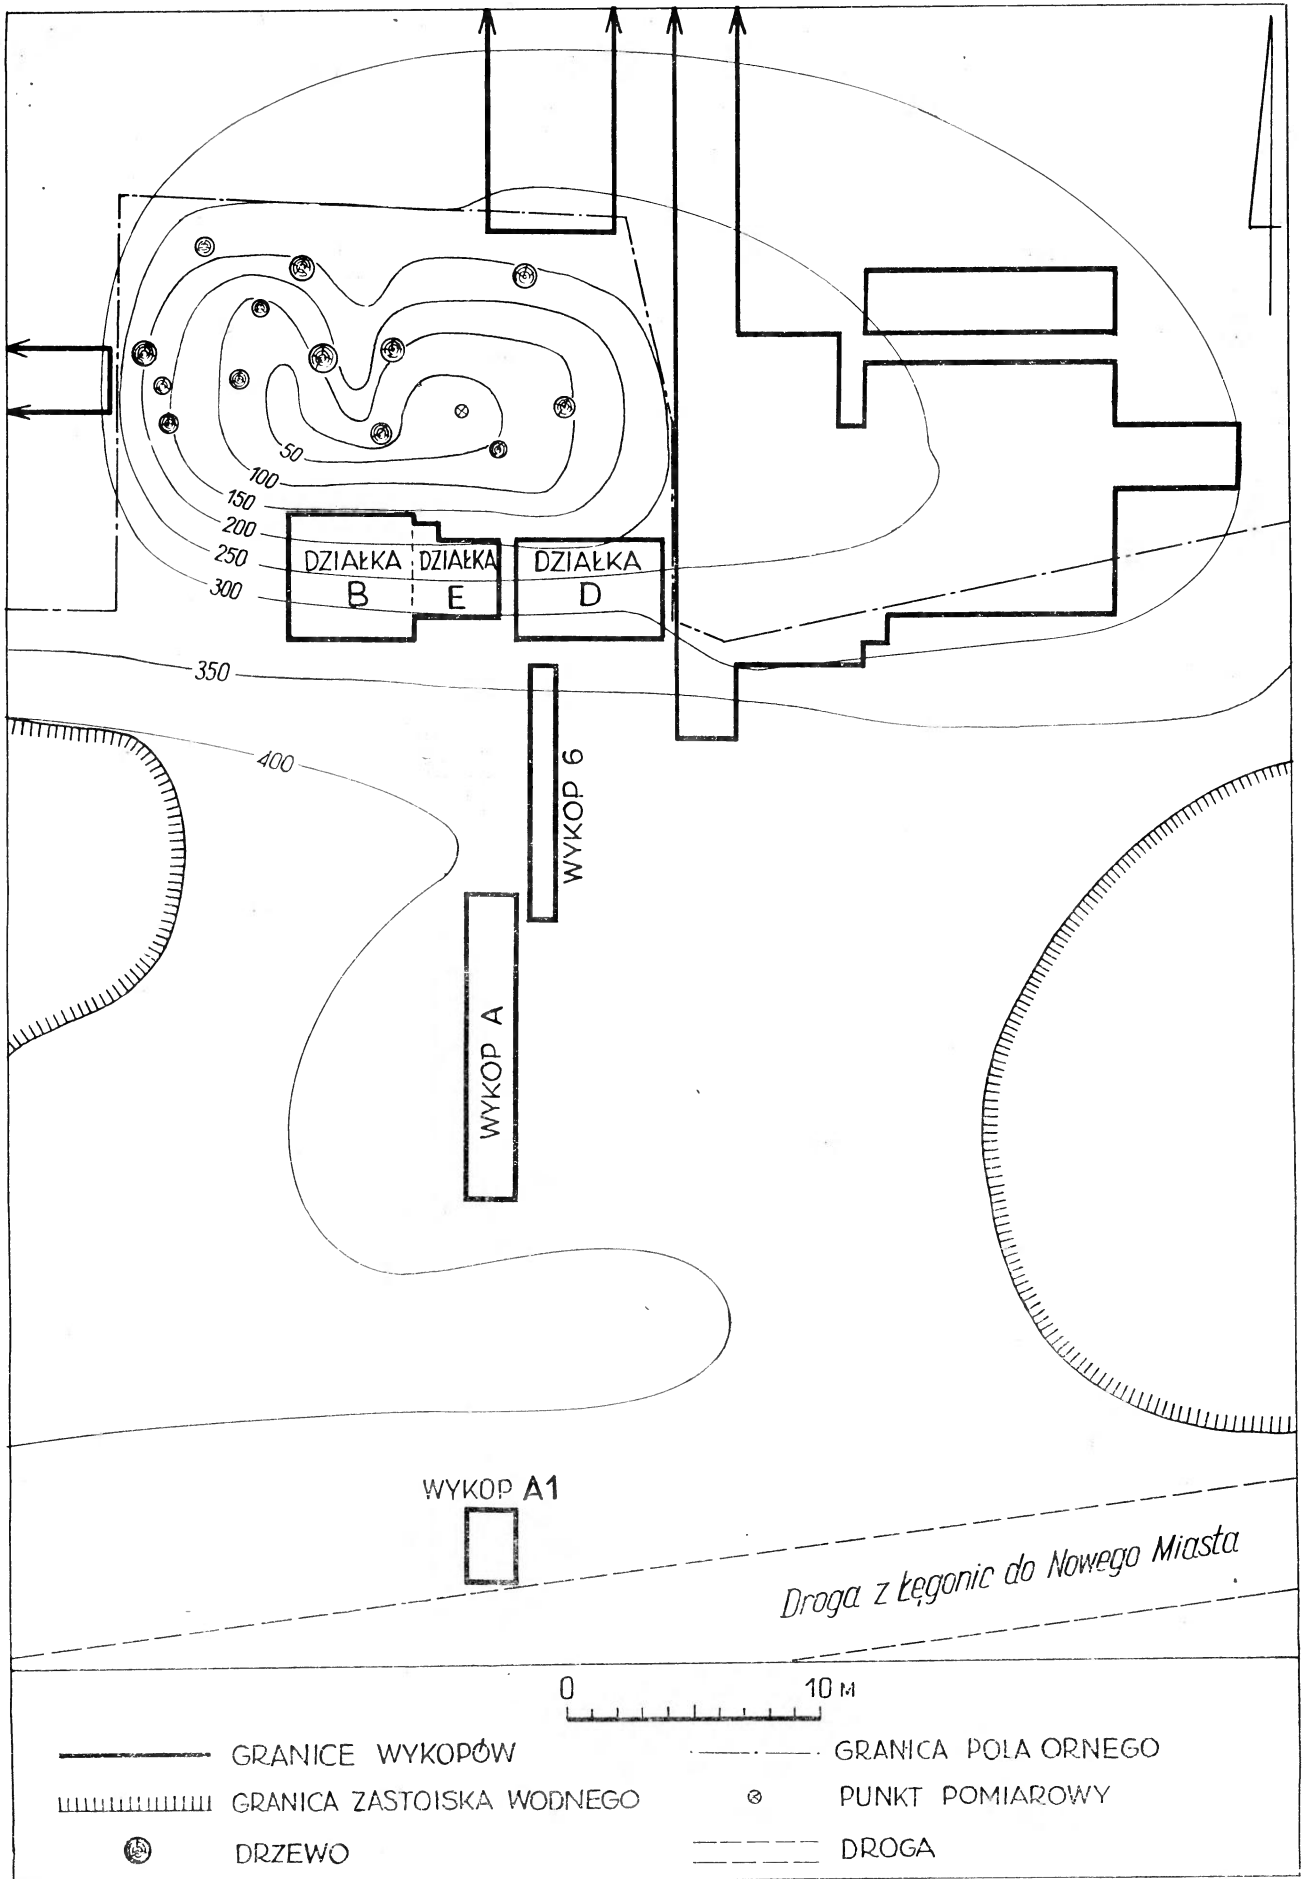 50
100
150
200
250
300
DZIAŁKA B
DZIAŁKA E
DZIAŁKA D
350
400
WYKOP 6
WYKOP A
WYKOP A1
Droga z Łęgonic do Nowego Miasta
0 10 M
GRANICE WYKOPÓW
GRANICA POLA ORNEGO
GRANICA ZASTOISKA WODNEGO
PUNKT POMIAROWY
DRZEWO
DROGA